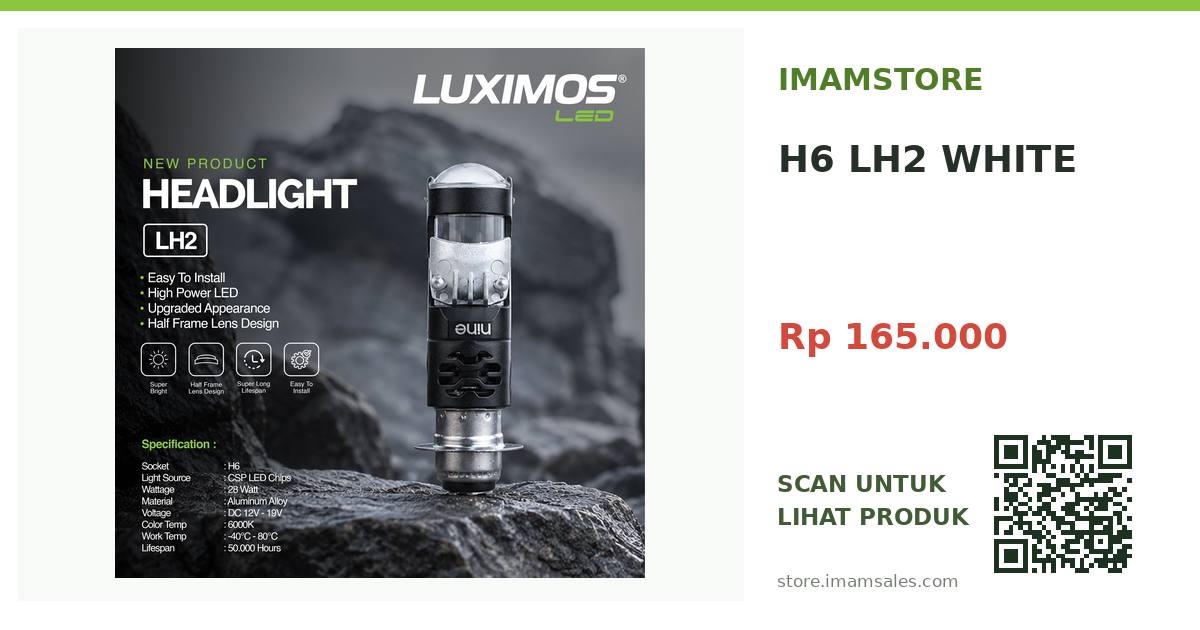 LUXIMOS®
LED
NEW PRODUCT
HEADLIGHT
LH2
• Easy To Install
• High Power LED
• Upgraded Appearance
• Half Frame Lens Design
Super Bright
Half Frame Lens Design
Super Long Lifespan
Easy To Install
nine
Specification :
Socket : H6
Light Source : CSP LED Chips
Wattage : 28 Watt
Material : Aluminum Alloy
Voltage : DC 12V - 19V
Color Temp : 6000K
Work Temp : -40°C - 80°C
Lifespan : 50.000 Hours
IMAMSTORE
H6 LH2 WHITE
Rp 165.000
SCAN UNTUK
LIHAT PRODUK
store.imamsales.com